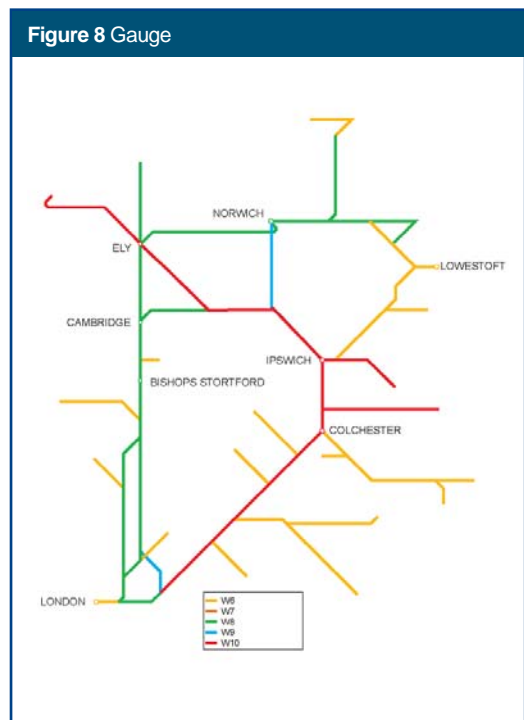 Figure 8 Gauge
NORWICH
ELY
LOWESTOFT
CAMBRIDGE
IPSWICH
BISHOPS STORTFORD
COLCHESTER
LONDON
W6
W7
W8
W9
W10